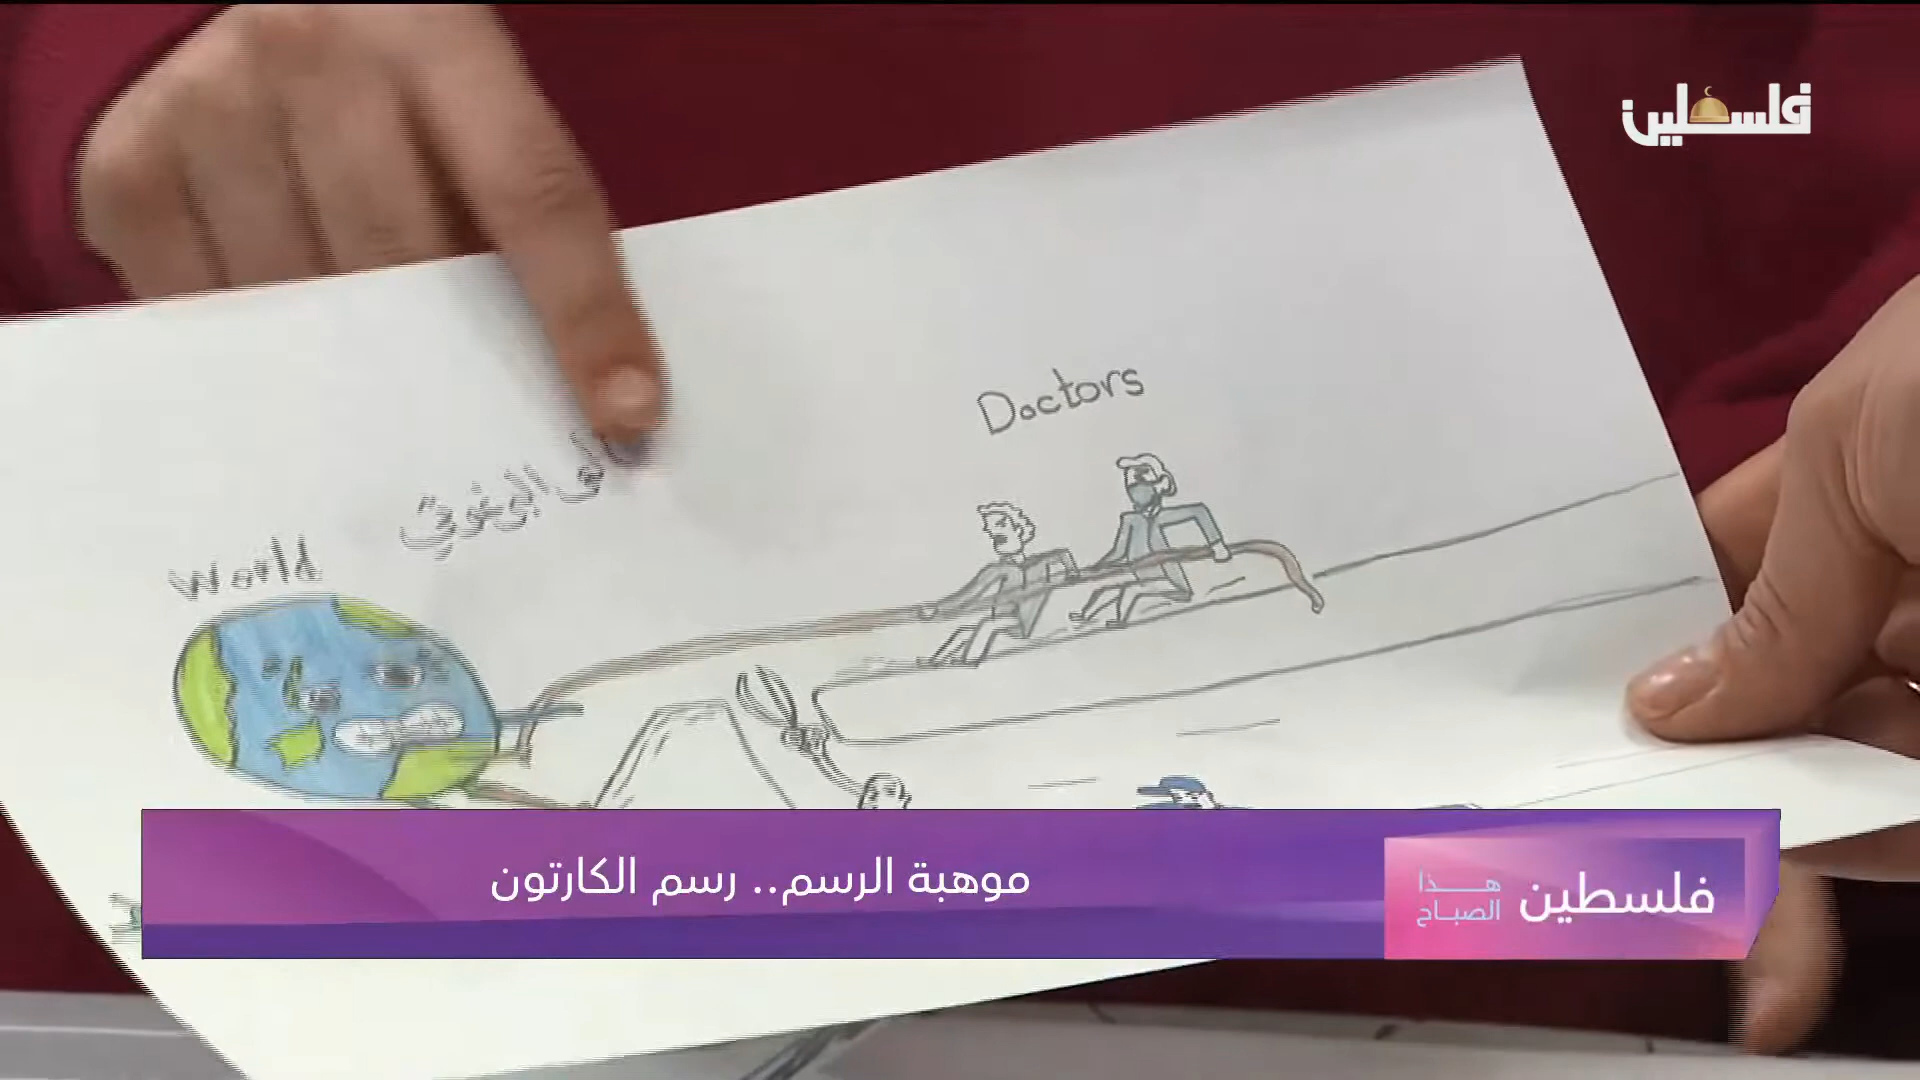 فلسطين
Doctors
World
موهبة الرسم.. رسم الكارتون
فلسطين
هذا
الصباح